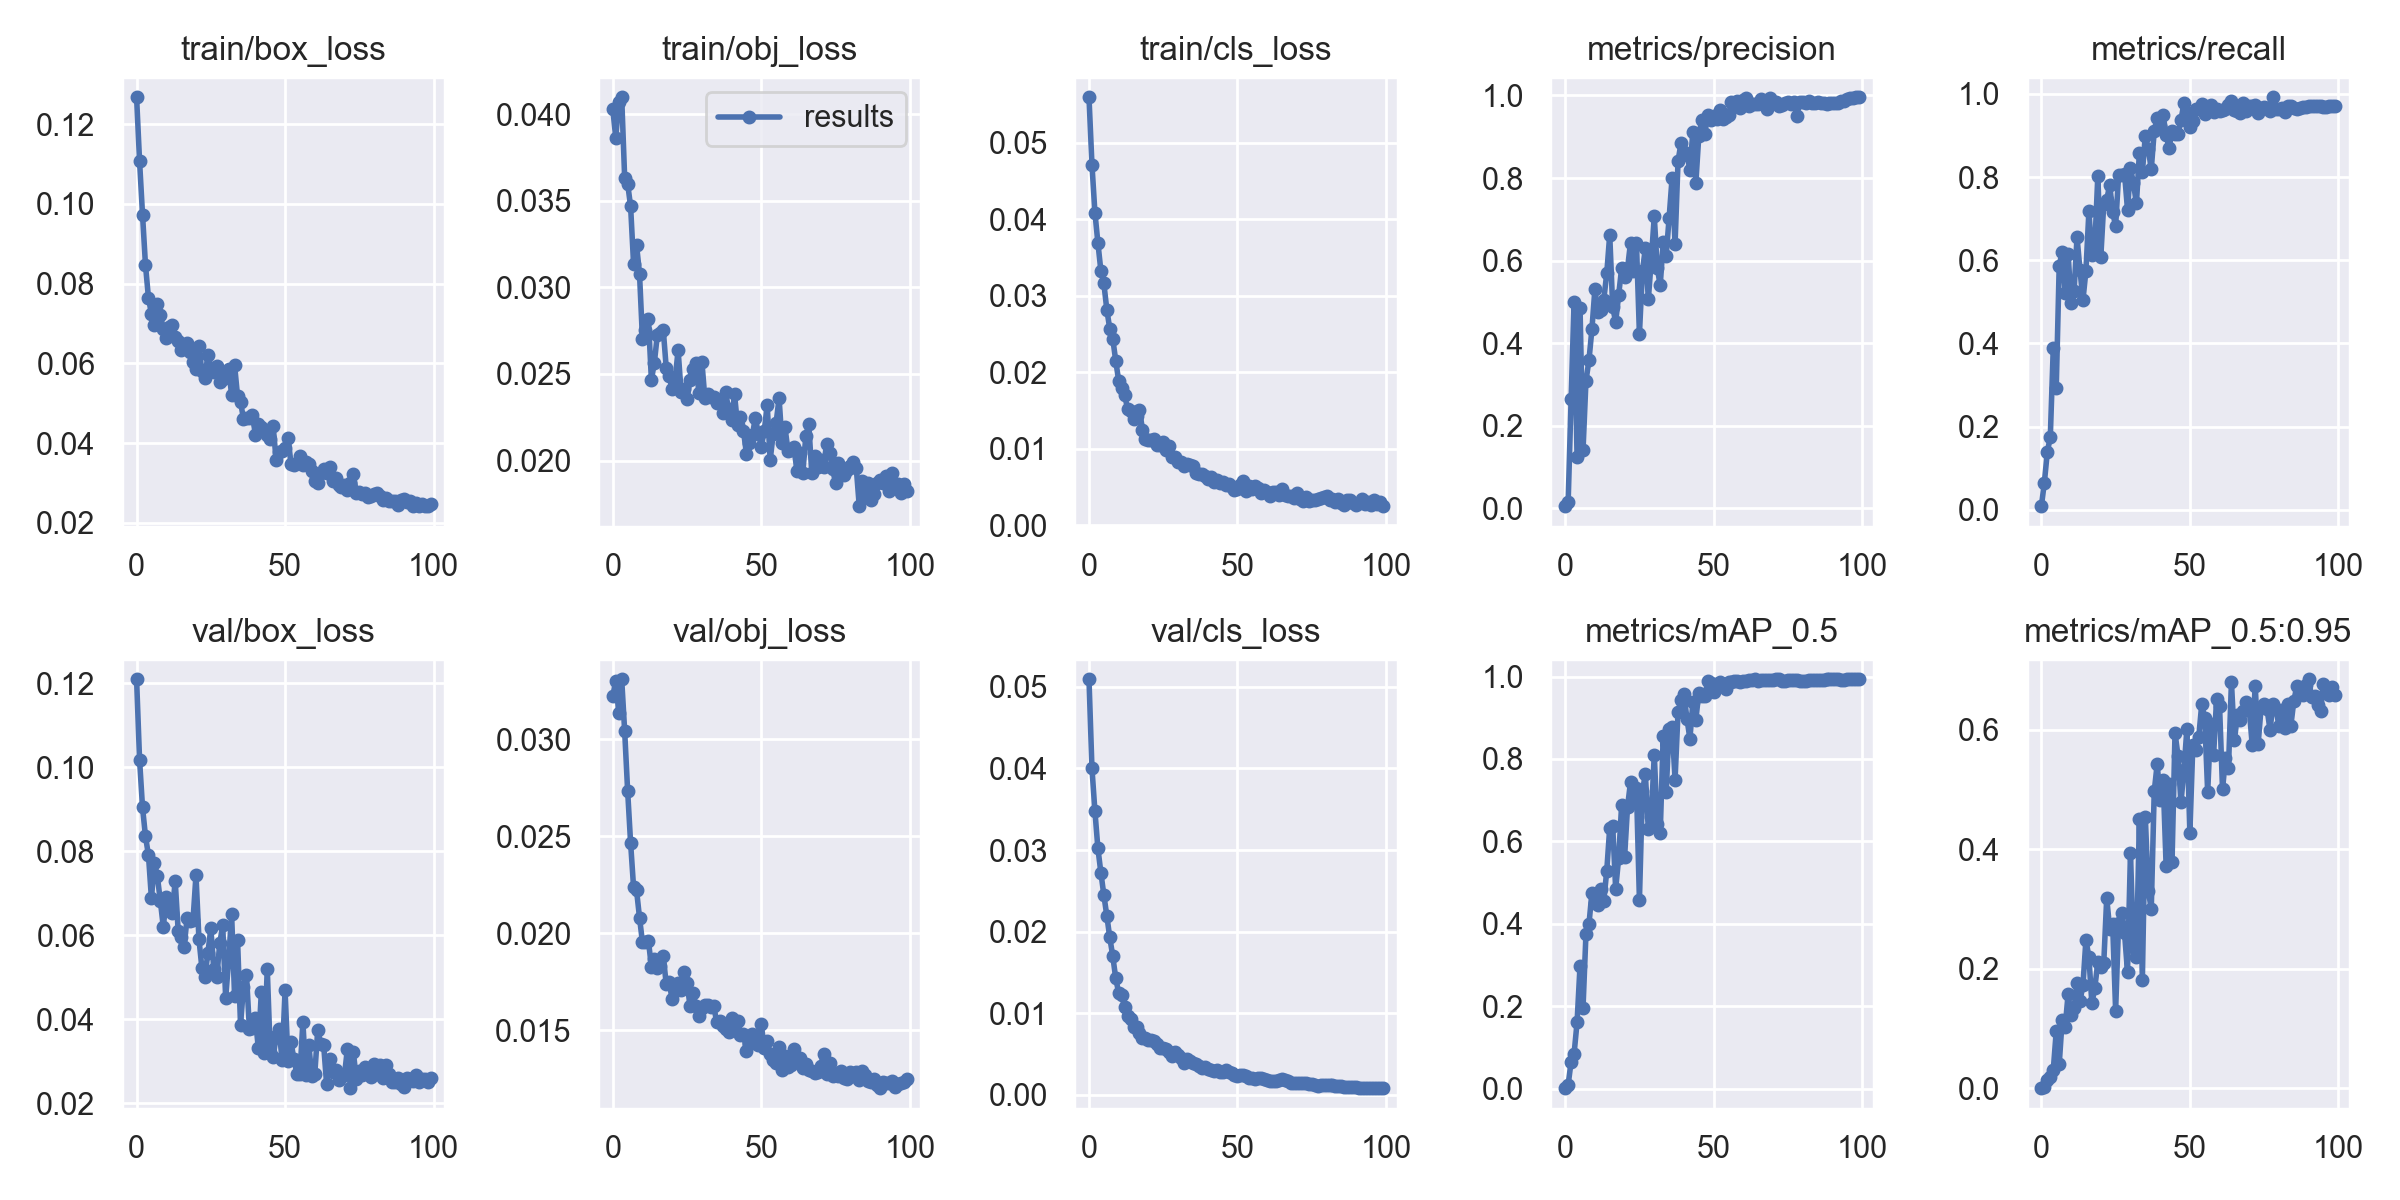 train/box_loss
0.12
0.10
0.08
0.06
0.04
0.02
0 50 100
train/obj_loss
results
0.040
0.035
0.030
0.025
0.020
0 50 100
train/cls_loss
0.05
0.04
0.03
0.02
0.01
0.00
0 50 100
metrics/precision
1.0
0.8
0.6
0.4
0.2
0.0
0 50 100
metrics/recall
1.0
0.8
0.6
0.4
0.2
0.0
0 50 100
val/box_loss
0.12
0.10
0.08
0.06
0.04
0.02
0 50 100
val/obj_loss
0.030
0.025
0.020
0.015
0 50 100
val/cls_loss
0.05
0.04
0.03
0.02
0.01
0.00
0 50 100
metrics/mAP_0.5
1.0
0.8
0.6
0.4
0.2
0.0
0 50 100
metrics/mAP_0.5:0.95
0.6
0.4
0.2
0.0
0 50 100